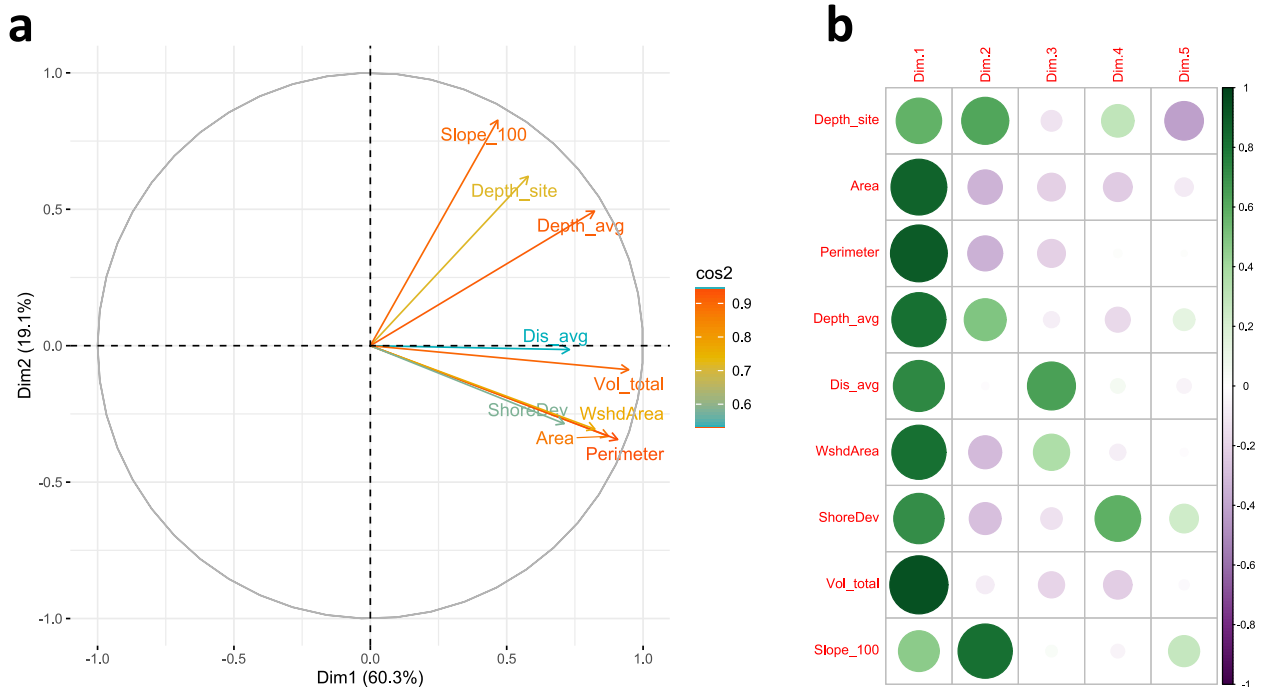 a
1.0
0.5
0.0
-0.5
-1.0
Dim2 (19.1%)
Slope_100
Depth_site
Depth_avg
Dis_avg
Vol_total
ShoreDev
WshdArea
Area
Perimeter
-1.0
-0.5
0.0
0.5
1.0
Dim1 (60.3%)
cos2
0.9
0.8
0.7
0.6
b
Dim.1
Dim.2
Dim.3
Dim.4
Dim.5
Depth_site
Area
Perimeter
Depth_avg
Dis_avg
WshdArea
ShoreDev
Vol_total
Slope_100
1
0,8
0,6
0,4
0,2
0
-0,2
-0,4
-0,6
-0,8
-1